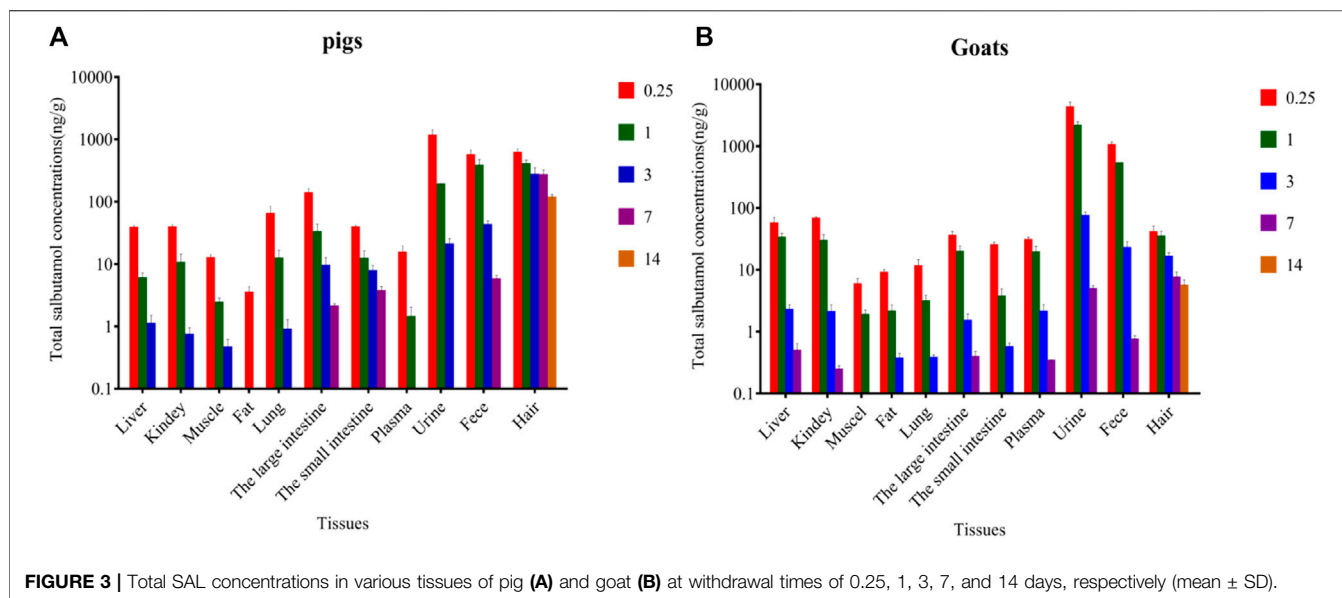 A
pigs
Total salbutamol concentrations(ng/g)
10000
1000
100
10
1
0.1
Liver
Kindey
Muscle
Fat
Lung
The large intestine
The small intestine
Plasma
Urine
Fece
Hair
Tissues
0.25
1
3
7
14
B
Goats
Total salbutamol concentrations(ng/g)
10000
1000
100
10
1
0.1
Liver
Kindey
Muscel
Fat
Lung
The large intestine
The small intestine
Plasma
Urine
Fece
Hair
Tissues
0.25
1
3
7
14
FIGURE 3 | Total SAL concentrations in various tissues of pig (A) and goat (B) at withdrawal times of 0.25, 1, 3, 7, and 14 days, respectively (mean ± SD).